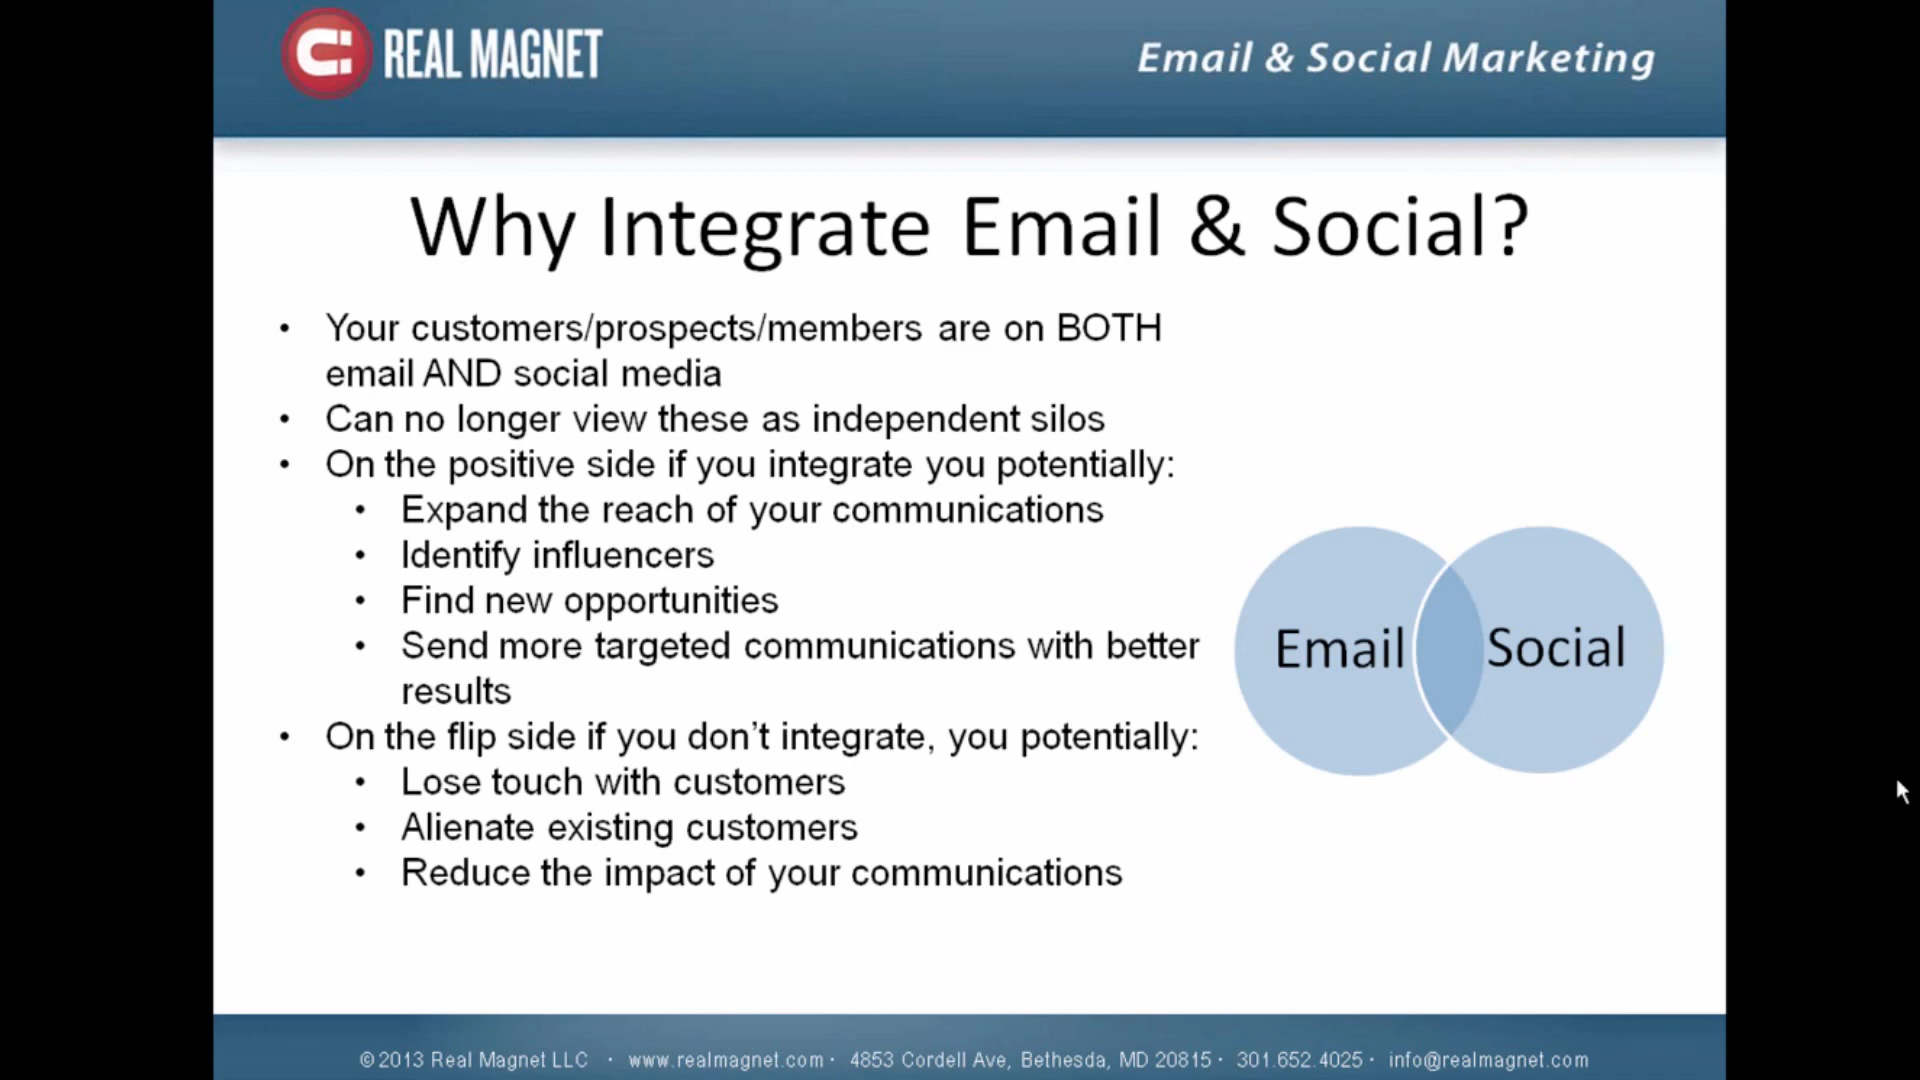 REAL MAGNET
Email & Social Marketing
Why Integrate Email & Social?
• Your customers/prospects/members are on BOTH
email AND social media
• Can no longer view these as independent silos
• On the positive side if you integrate you potentially:
• Expand the reach of your communications
• Identify influencers
• Find new opportunities
• Send more targeted communications with better
results
• On the flip side if you don't integrate, you potentially:
• Lose touch with customers
• Alienate existing customers
• Reduce the impact of your communications
Email
Social
©2013 Real Magnet LLC · www.realmagnet.com · 4853 Cordell Ave, Bethesda, MD 20815 · 301.652.4025 · info@realmagnet.com